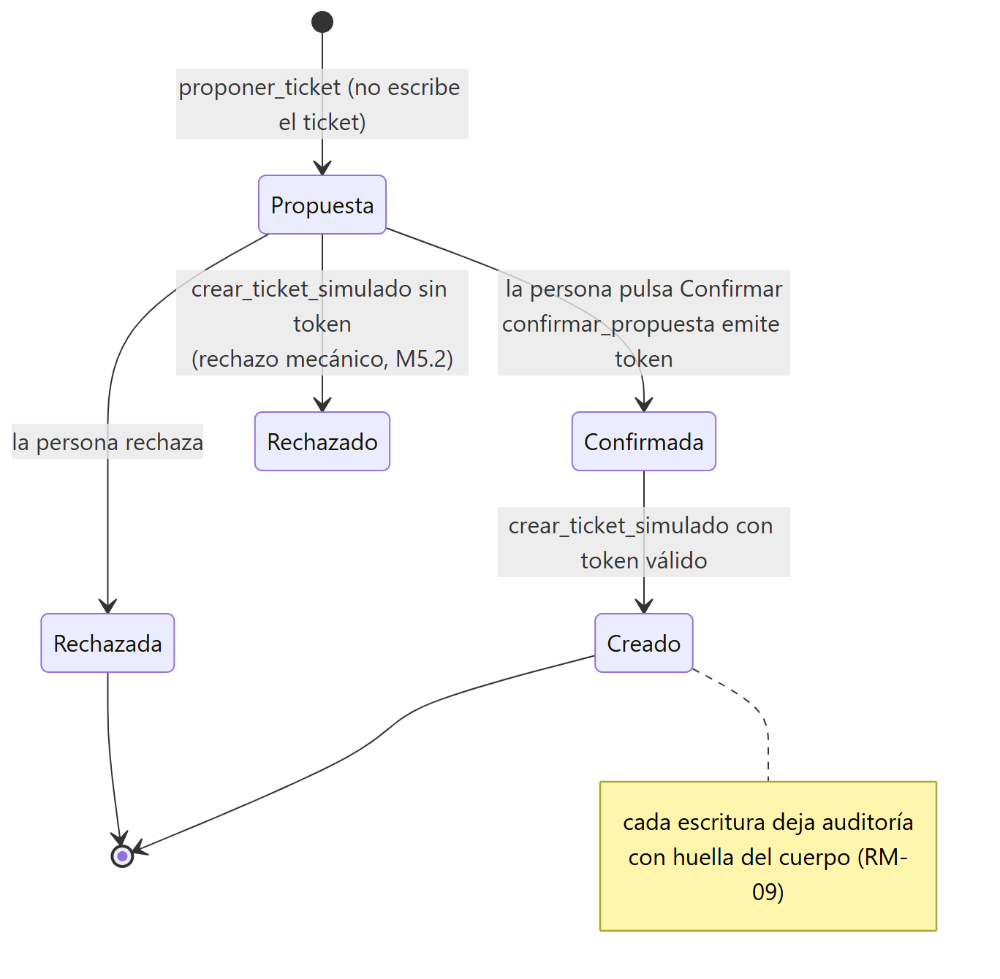 proponer_ticket (no escribe
el ticket)
Propuesta
crear_ticket_simulado sin
token
(rechazo mecánico, M5.2)
la persona pulsa Confirmar
confirmar_propuesta emite
token
la persona rechaza
Rechazado
Confirmada
crear_ticket_simulado con
token válido
Rechazada
Creado
cada escritura deja auditoría
con huella del cuerpo (RM-
09)